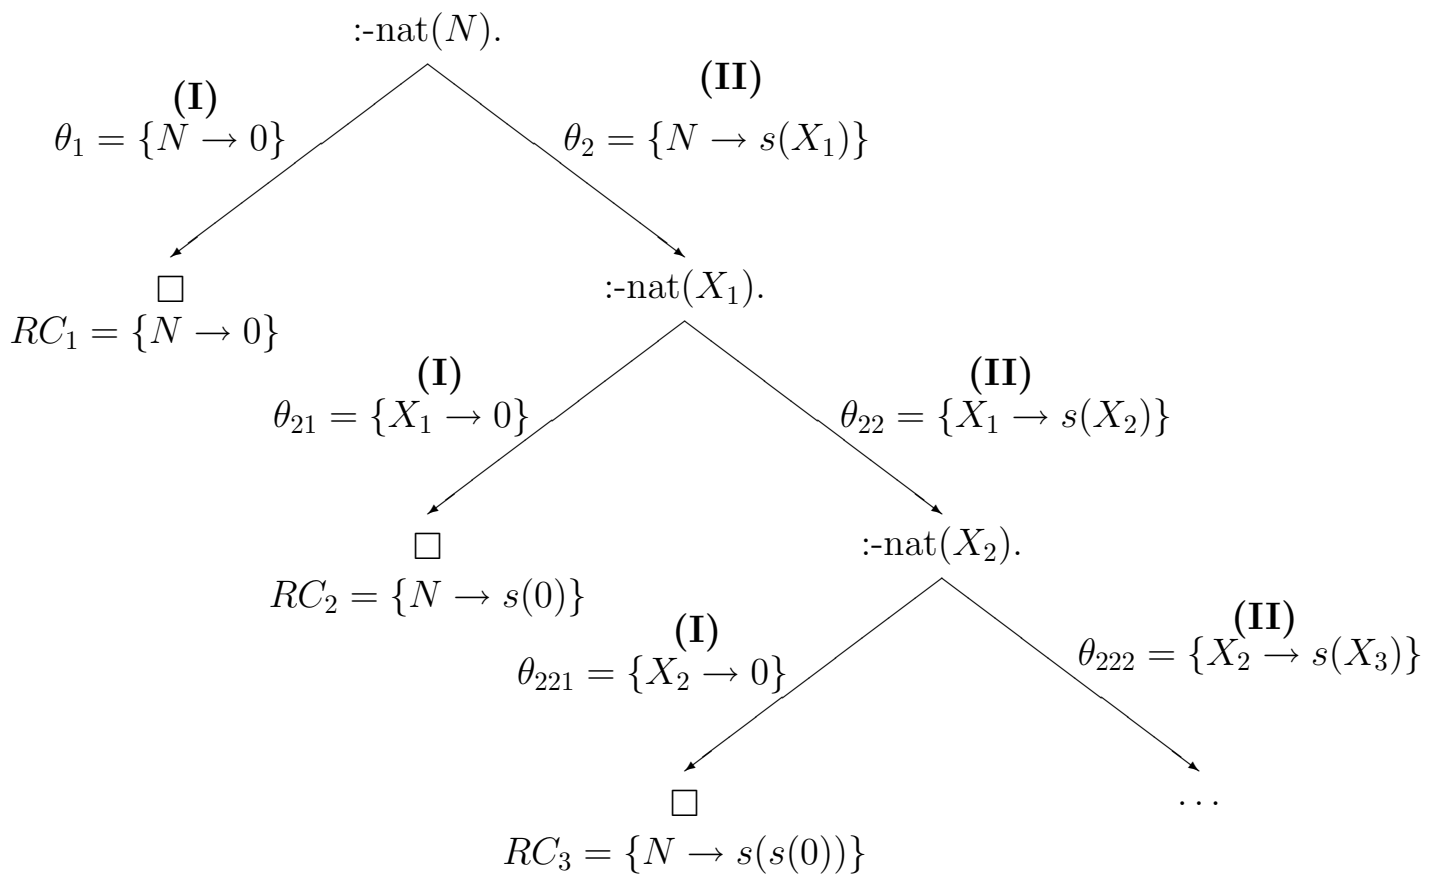 :-nat(N).
(I)
(II)
θ₁ = {N → 0}
θ₂ = {N → s(X₁)}
□
:-nat(X₁).
RC₁ = {N → 0}
(I)
(II)
θ₂₁ = {X₁ → 0}
θ₂₂ = {X₁ → s(X₂)}
□
:-nat(X₂).
RC₂ = {N → s(0)}
(I)
(II)
θ₂₂₁ = {X₂ → 0}
θ₂₂₂ = {X₂ → s(X₃)}
□
...
RC₃ = {N → s(s(0))}